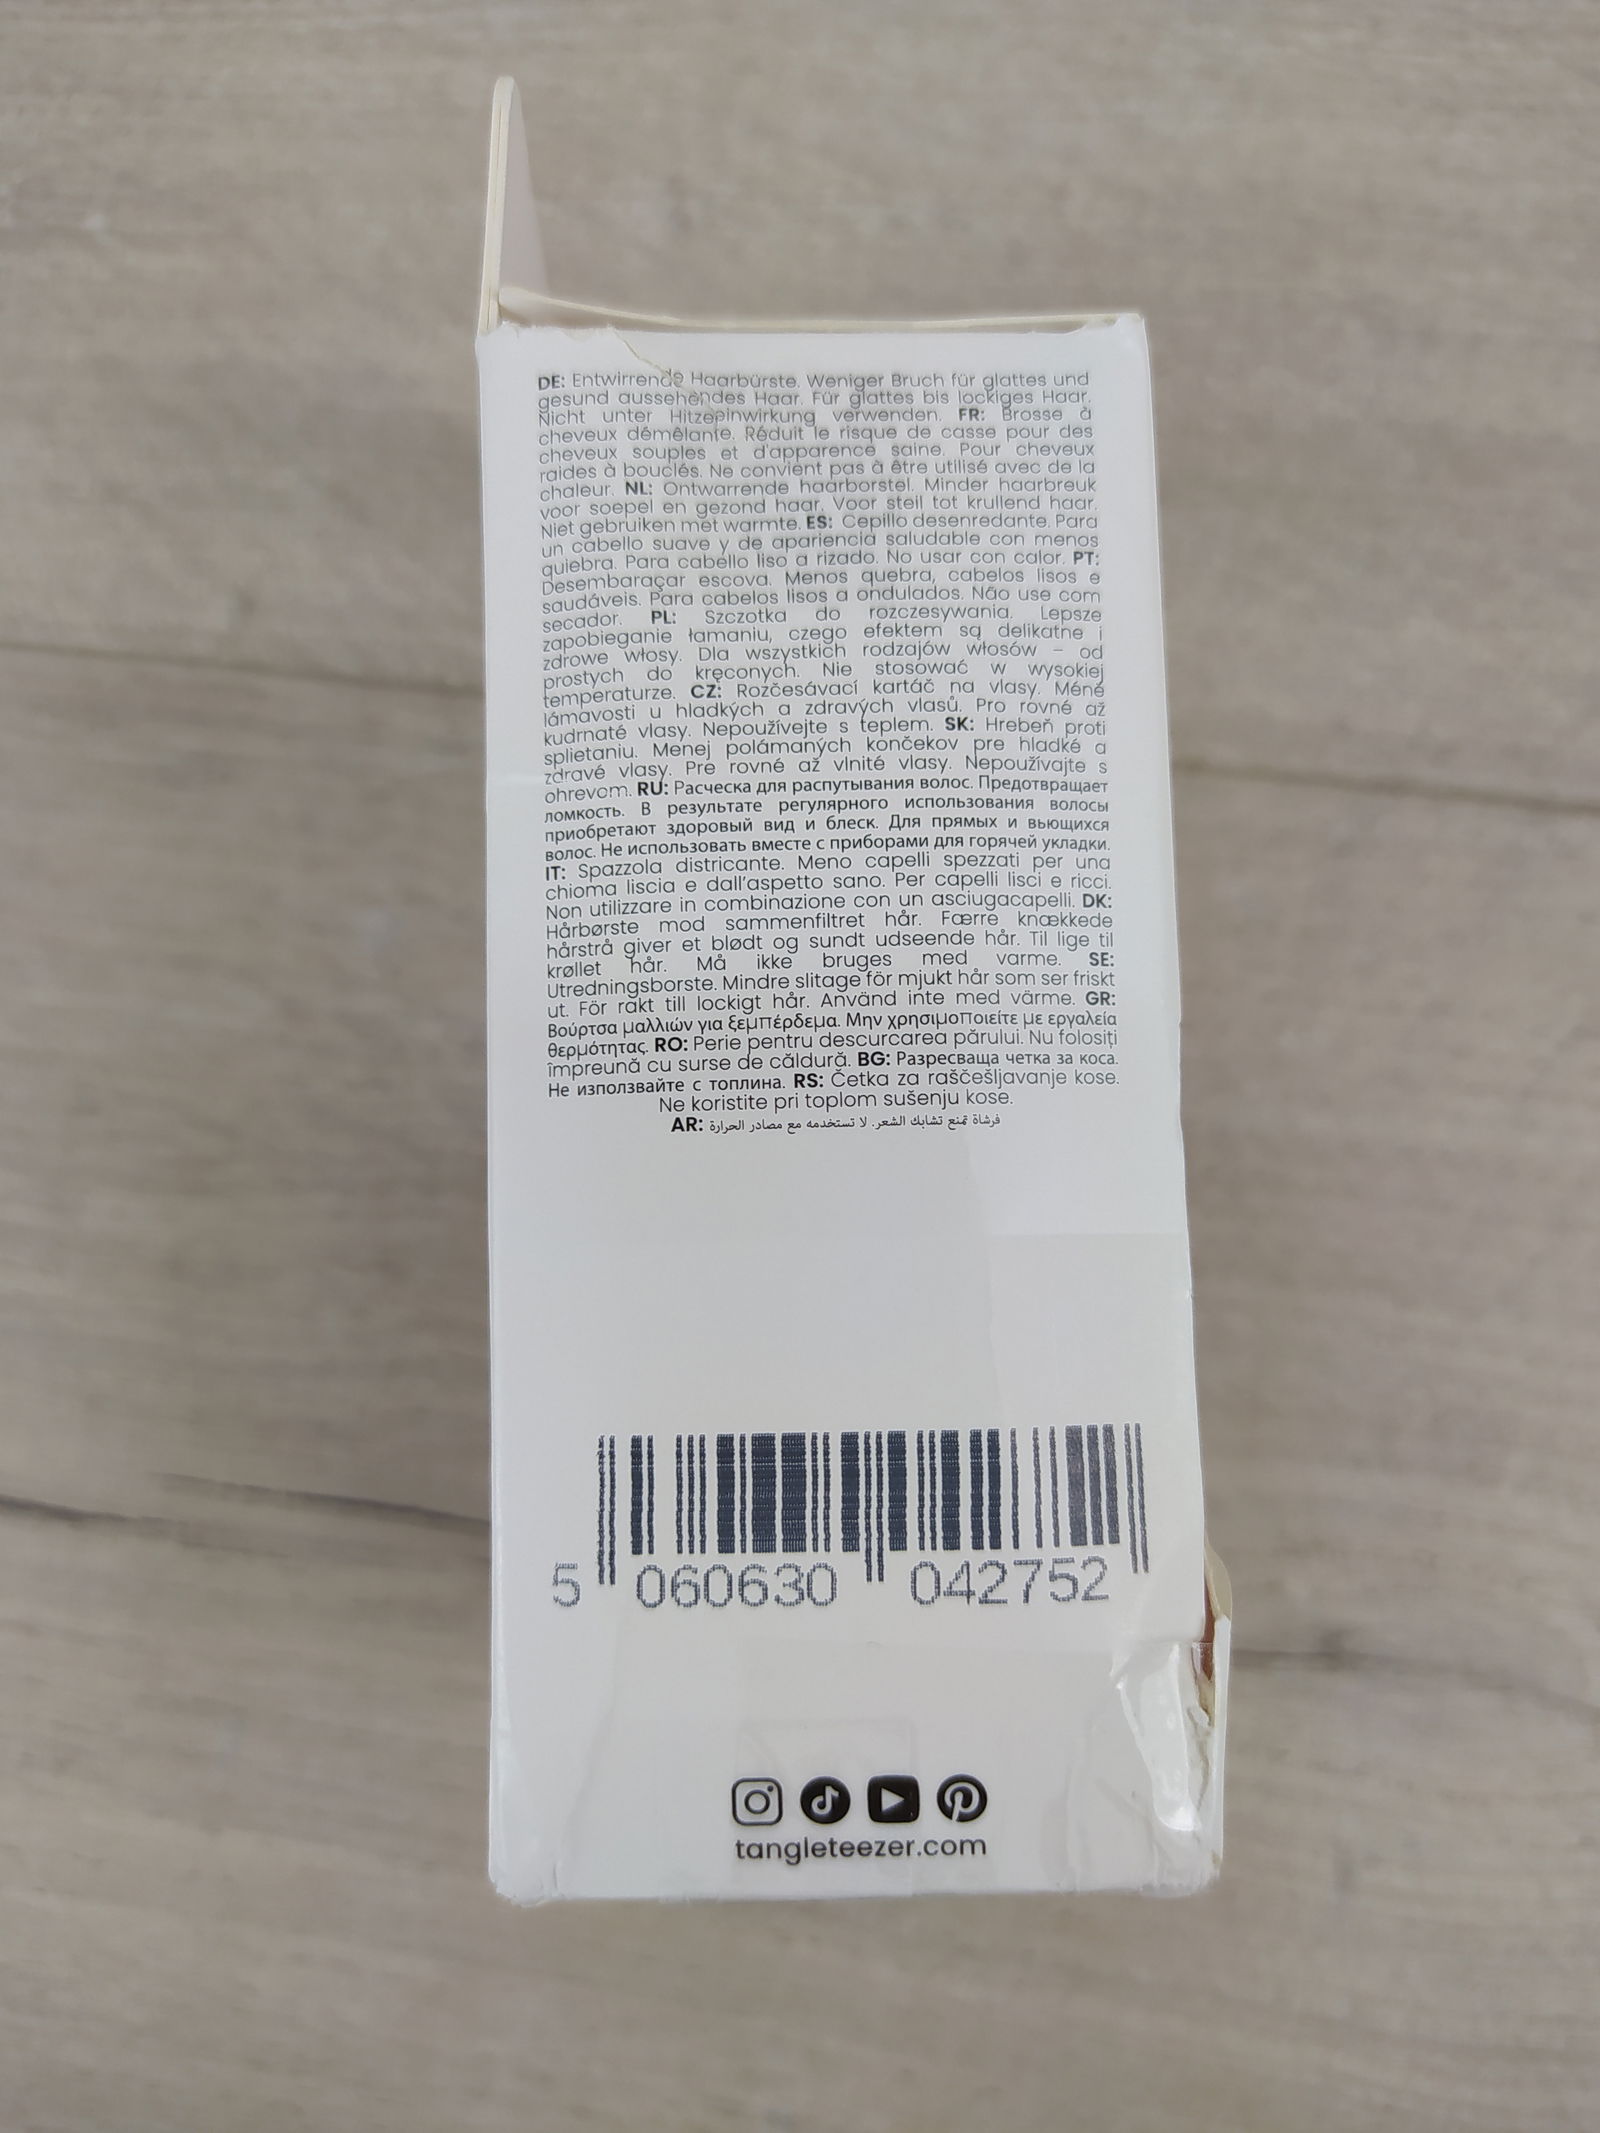 DE: Entwirrende Haarbürste. Weniger Bruch für glattes und
gesund aussehendes Haar. Für glattes bis lockiges Haar.
Nicht unter Hitzeeinwirkung verwenden. FR: Brosse à
cheveux démêlante. Réduit le risque de casse pour des
cheveux souples et d'apparence saine. Pour cheveux
raides à bouclés. Ne convient pas à être utilisé avec de la
chaleur. NL: Ontwarrende haarborstel. Minder haarbreuk
voor soepel en gezond haar. Voor steil tot krullend haar.
Niet gebruiken met warmte. ES: Cepillo desenredante. Para
un cabello suave y de apariencia saludable con menos
quiebra. Para cabello liso a rizado. No usar con calor. PT:
Desembaraçar escova. Menos quebra, cabelos lisos e
saudáveis. Para cabelos lisos a ondulados. Não use com
secador. PL: Szczotka do rozczesywania. Lepsze
zapobieganie łamaniu, czego efektem są delikatne i
zdrowe włosy. Dla wszystkich rodzajów włosów – od
prostych do kręconych. Nie stosować w wysokiej
temperaturze. CZ: Rozčesávací kartáč na vlasy. Méně
lámavosti u hladkých a zdravých vlasů. Pro rovné až
kudrnaté vlasy. Nepoužívejte s teplem. SK: Hrebeň proti
splietaniu. Menej polámaných končekov pre hladké a
zdravé vlasy. Pre rovné až vlnité vlasy. Nepoužívajte s
ohrevom. RU: Расческа для распутывания волос. Предотвращает
ломкость. В результате регулярного использования волосы
приобретают здоровый вид и блеск. Для прямых и вьющихся
волос. Не использовать вместе с приборами для горячей укладки.
IT: Spazzola districante. Meno capelli spezzati per una
chioma liscia e dall'aspetto sano. Per capelli lisci e ricci.
Non utilizzare in combinazione con un asciugacapelli. DK:
Hårbørste mod sammenfiltret hår. Færre knækkede
hårstrå giver et blødt og sundt udseende hår. Til lige til
krøllet hår. Må ikke bruges med varme. SE:
Utredningsborste. Mindre slitage för mjukt hår som ser friskt
ut. För rakt till lockigt hår. Använd inte med värme. GR:
Βούρτσα μαλλιών για ξεμπέρδεμα. Μην χρησιμοποιείτε με εργαλεία
θερμότητας. RO: Perie pentru descurcarea părului. Nu folosiți
împreună cu surse de căldură. BG: Разресваща четка за коса.
Не използвайте с топлина. RS: Četka za raščešljavanje kose.
Ne koristite pri toplom sušenju kose.
AR: فرشاة تمنع تشابك الشعر. لا تستخدمه مع مصادر الحرارة
5 060630 042752
tangleteezer.com